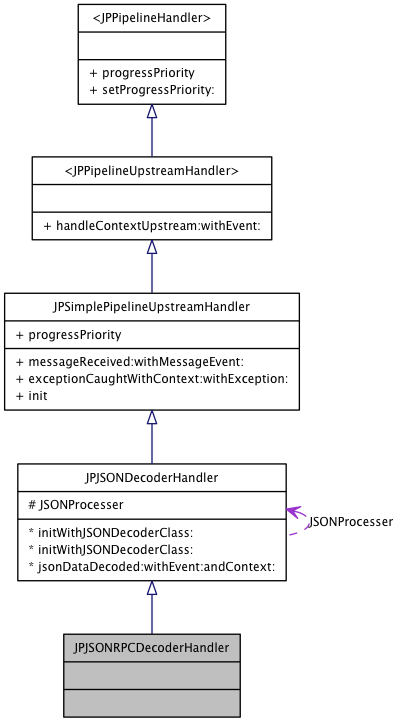 <JPPipelineHandler>
+ progressPriority
+ setProgressPriority:
<JPPipelineUpstreamHandler>
+ handleContextUpstream:withEvent:
JPSimplePipelineUpstreamHandler
+ progressPriority
+ messageReceived:withMessageEvent:
+ exceptionCaughtWithContext:withException:
+ init
JPJSONDecoderHandler
# JSONProcesser
* initWithJSONDecoderClass:
* initWithJSONDecoderClass:
* jsonDataDecoded:withEvent:andContext:
JSONProcesser
JPJSONRPCDecoderHandler